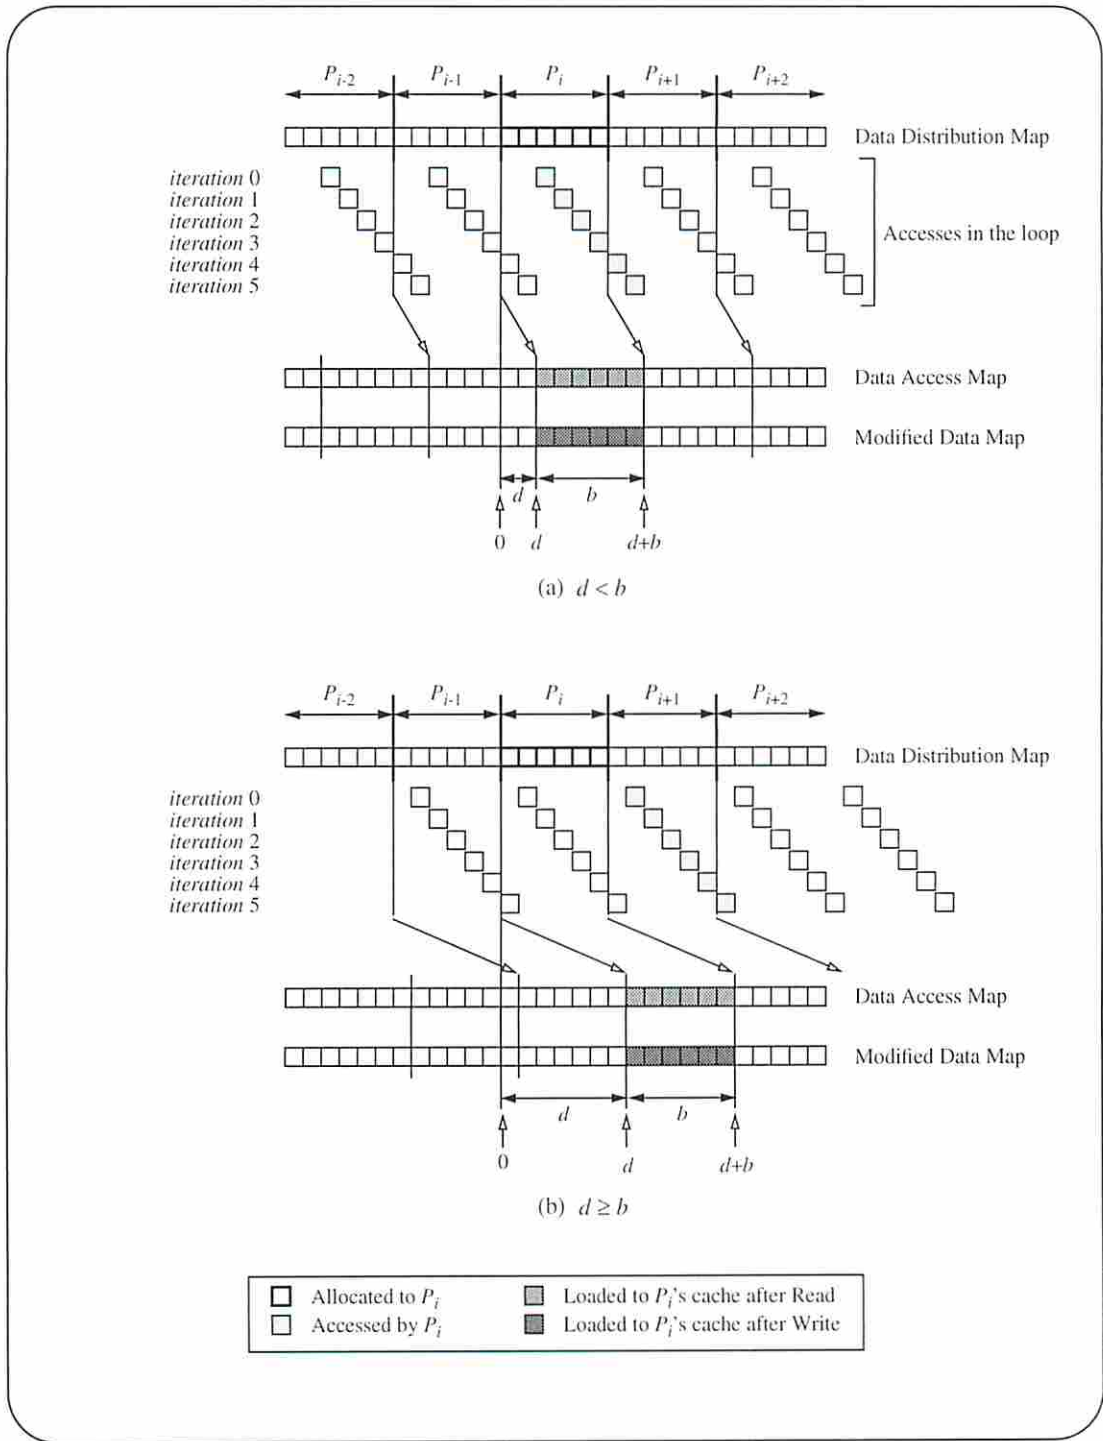 P_{i-2} P_{i-1} P_i P_{i+1} P_{i+2}
Data Distribution Map
iteration 0
iteration 1
iteration 2
iteration 3
Accesses in the loop
iteration 4
iteration 5
Data Access Map
Modified Data Map
d b
0 d d+b
(a) d < b
P_{i-2} P_{i-1} P_i P_{i+1} P_{i+2}
Data Distribution Map
iteration 0
iteration 1
iteration 2
iteration 3
iteration 4
iteration 5
Data Access Map
Modified Data Map
d b
0 d d+b
(b) d ≥ b
Allocated to P_i Loaded to P_i's cache after Read
Accessed by P_i Loaded to P_i's cache after Write